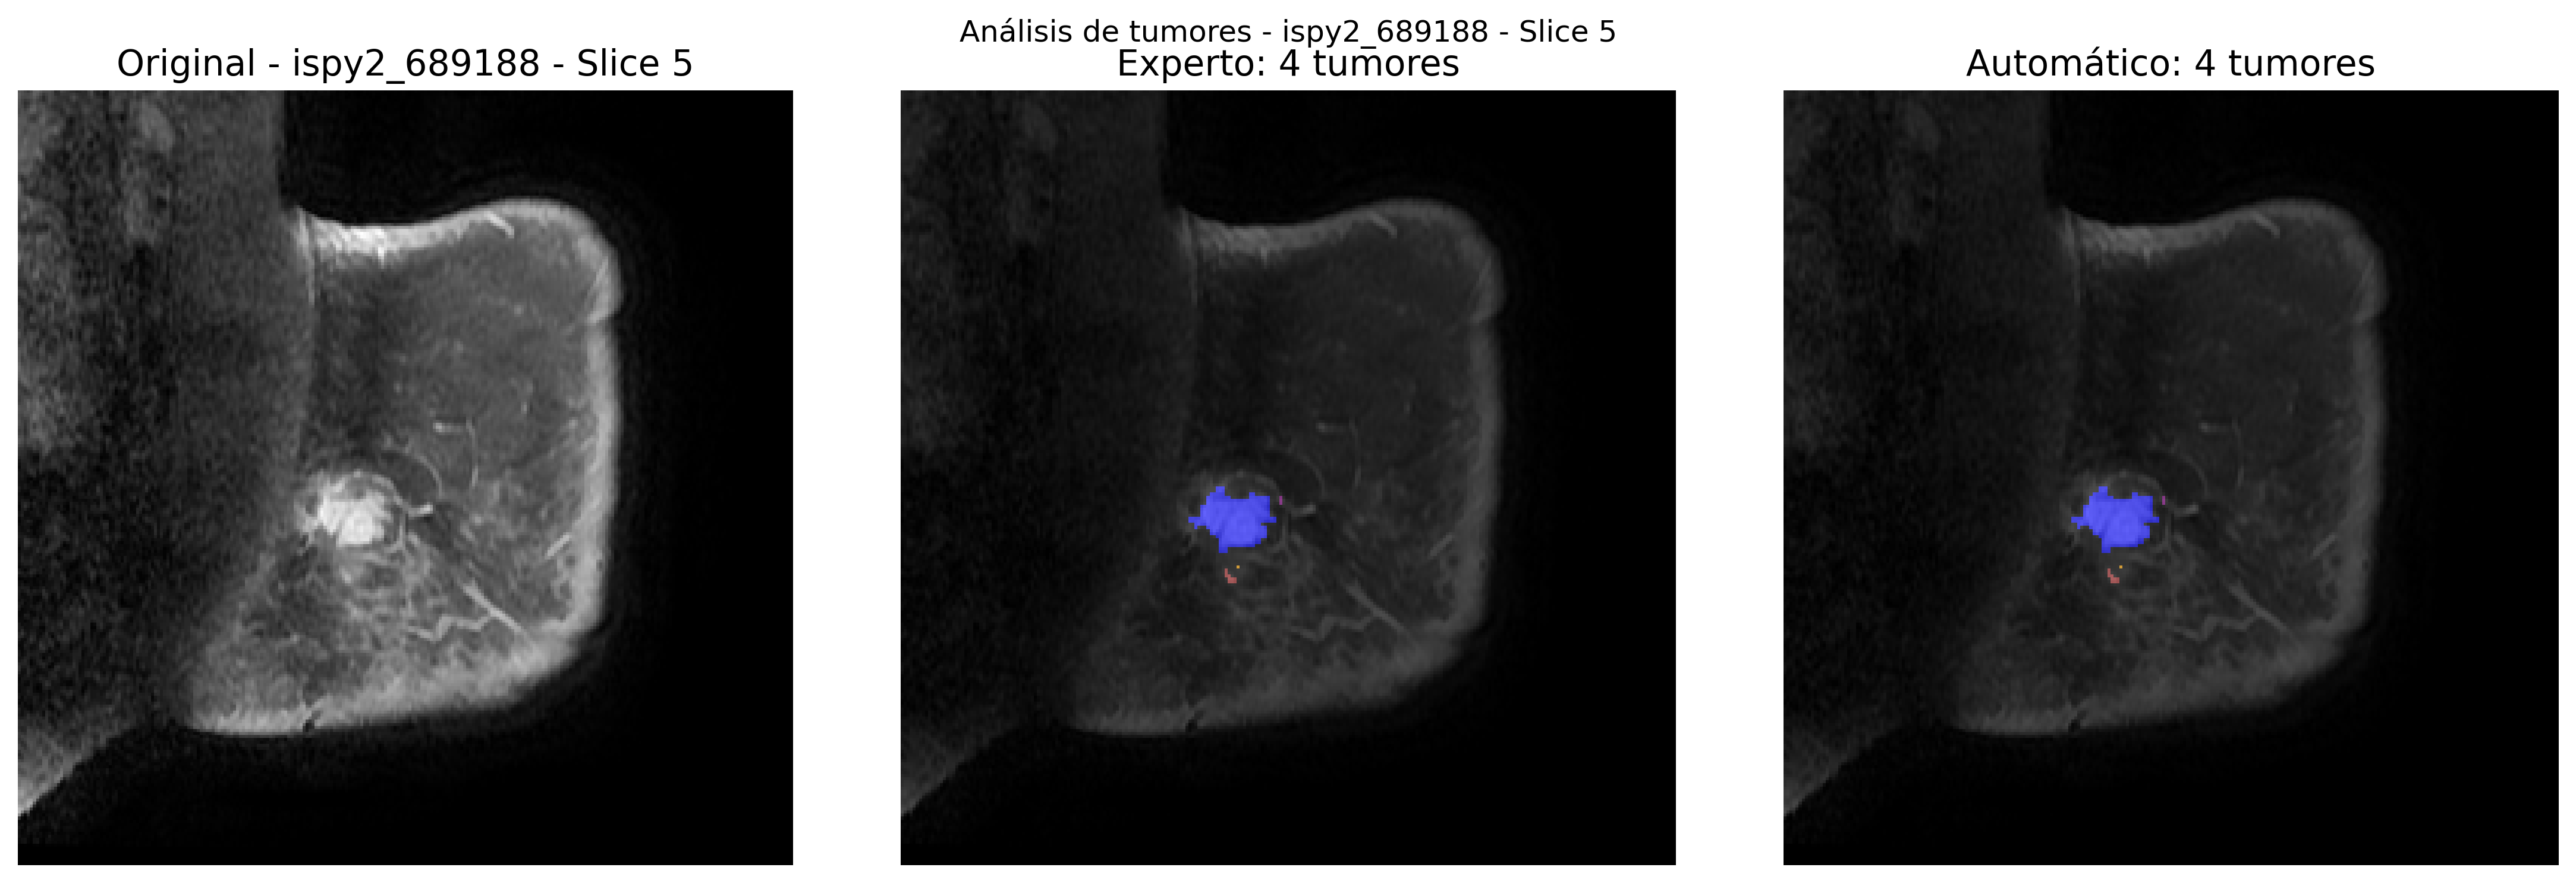 Análisis de tumores - ispy2_689188 - Slice 5
Original - ispy2_689188 - Slice 5
Experto: 4 tumores
Automático: 4 tumores